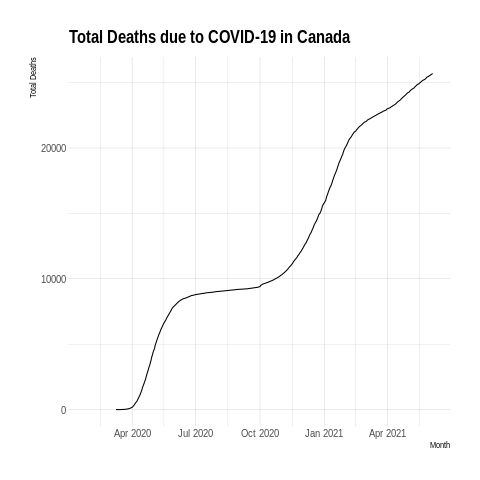 Total Deaths due to COVID-19 in Canada
Total Deaths
20000
10000
0
Apr 2020 Jul 2020 Oct 2020 Jan 2021 Apr 2021
Month